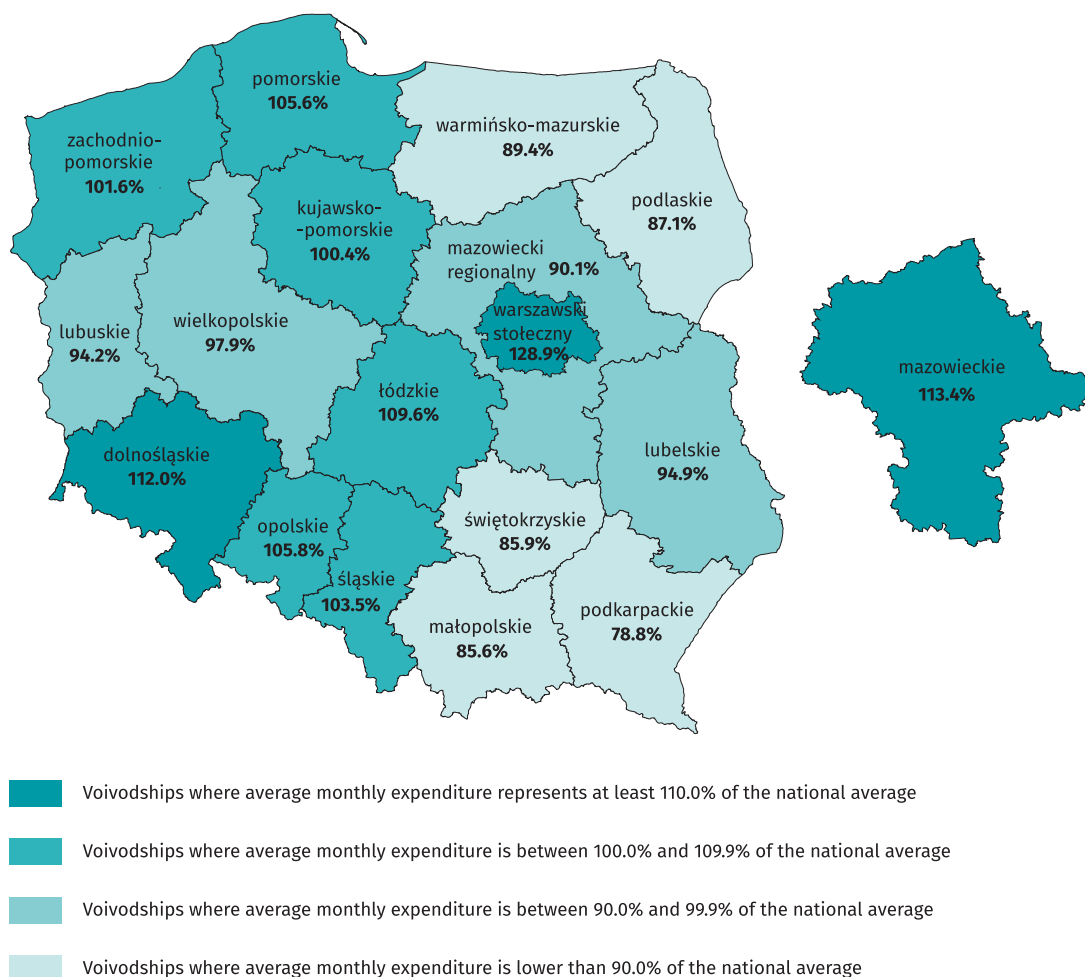 pomorskie
105.6%
warmińsko-mazurskie
89.4%
zachodnio-
pomorskie
101.6%
podlaskie
87.1%
kujawsko-
-pomorskie
100.4%
mazowiecki
regionalny 90.1%
warszawski
stołeczny
128.9%
lubuskie
94.2%
wielkopolskie
97.9%
łódzkie
109.6%
mazowieckie
113.4%
dolnośląskie
112.0%
lubelskie
94.9%
opolskie
105.8%
świętokrzyskie
85.9%
śląskie
103.5%
małopolskie
85.6%
podkarpackie
78.8%
Voivodships where average monthly expenditure represents at least 110.0% of the national average
Voivodships where average monthly expenditure is between 100.0% and 109.9% of the national average
Voivodships where average monthly expenditure is between 90.0% and 99.9% of the national average
Voivodships where average monthly expenditure is lower than 90.0% of the national average